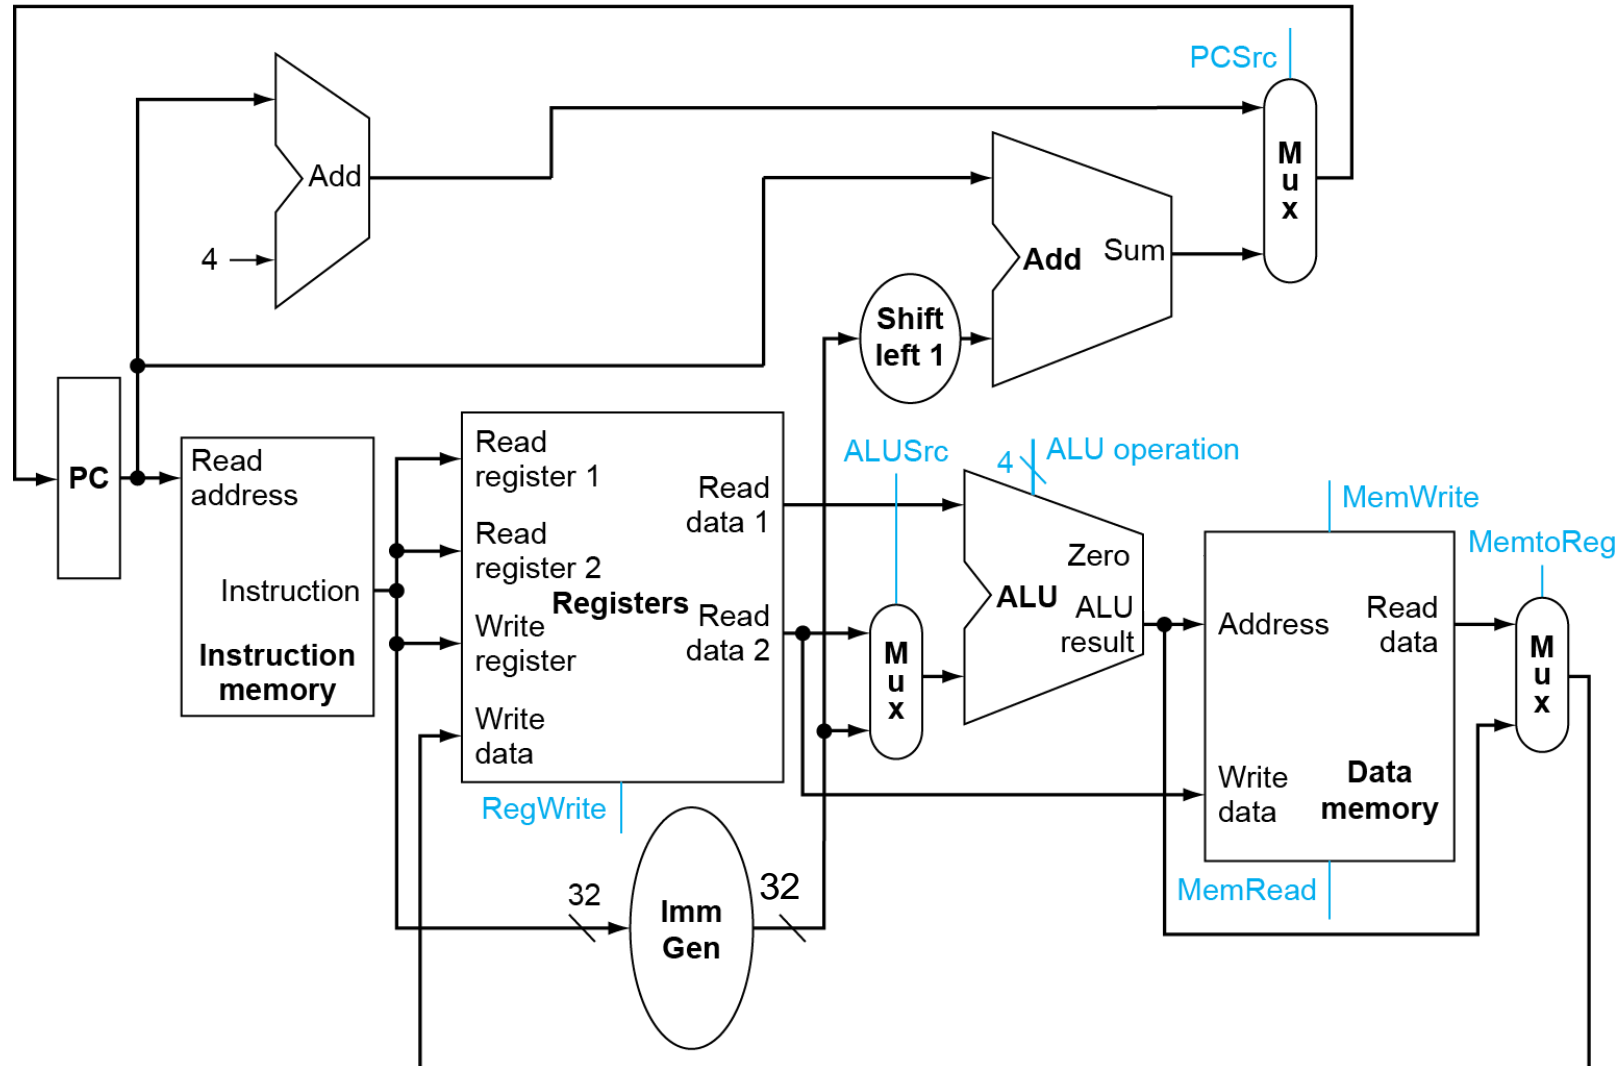 PCSrc
Add
4
M
u
x
Add
Sum
Shift
left 1
PC
Read
address
Instruction
Instruction
memory
Read
register 1
Read
register 2
Write
register
Write
data
Registers
Read
data 1
Read
data 2
RegWrite
ALUSrc
M
u
x
4
ALU operation
Zero
ALU
ALU
result
MemWrite
MemtoReg
Address
Read
data
Write
data
Data
memory
MemRead
M
u
x
32
Imm
Gen
32